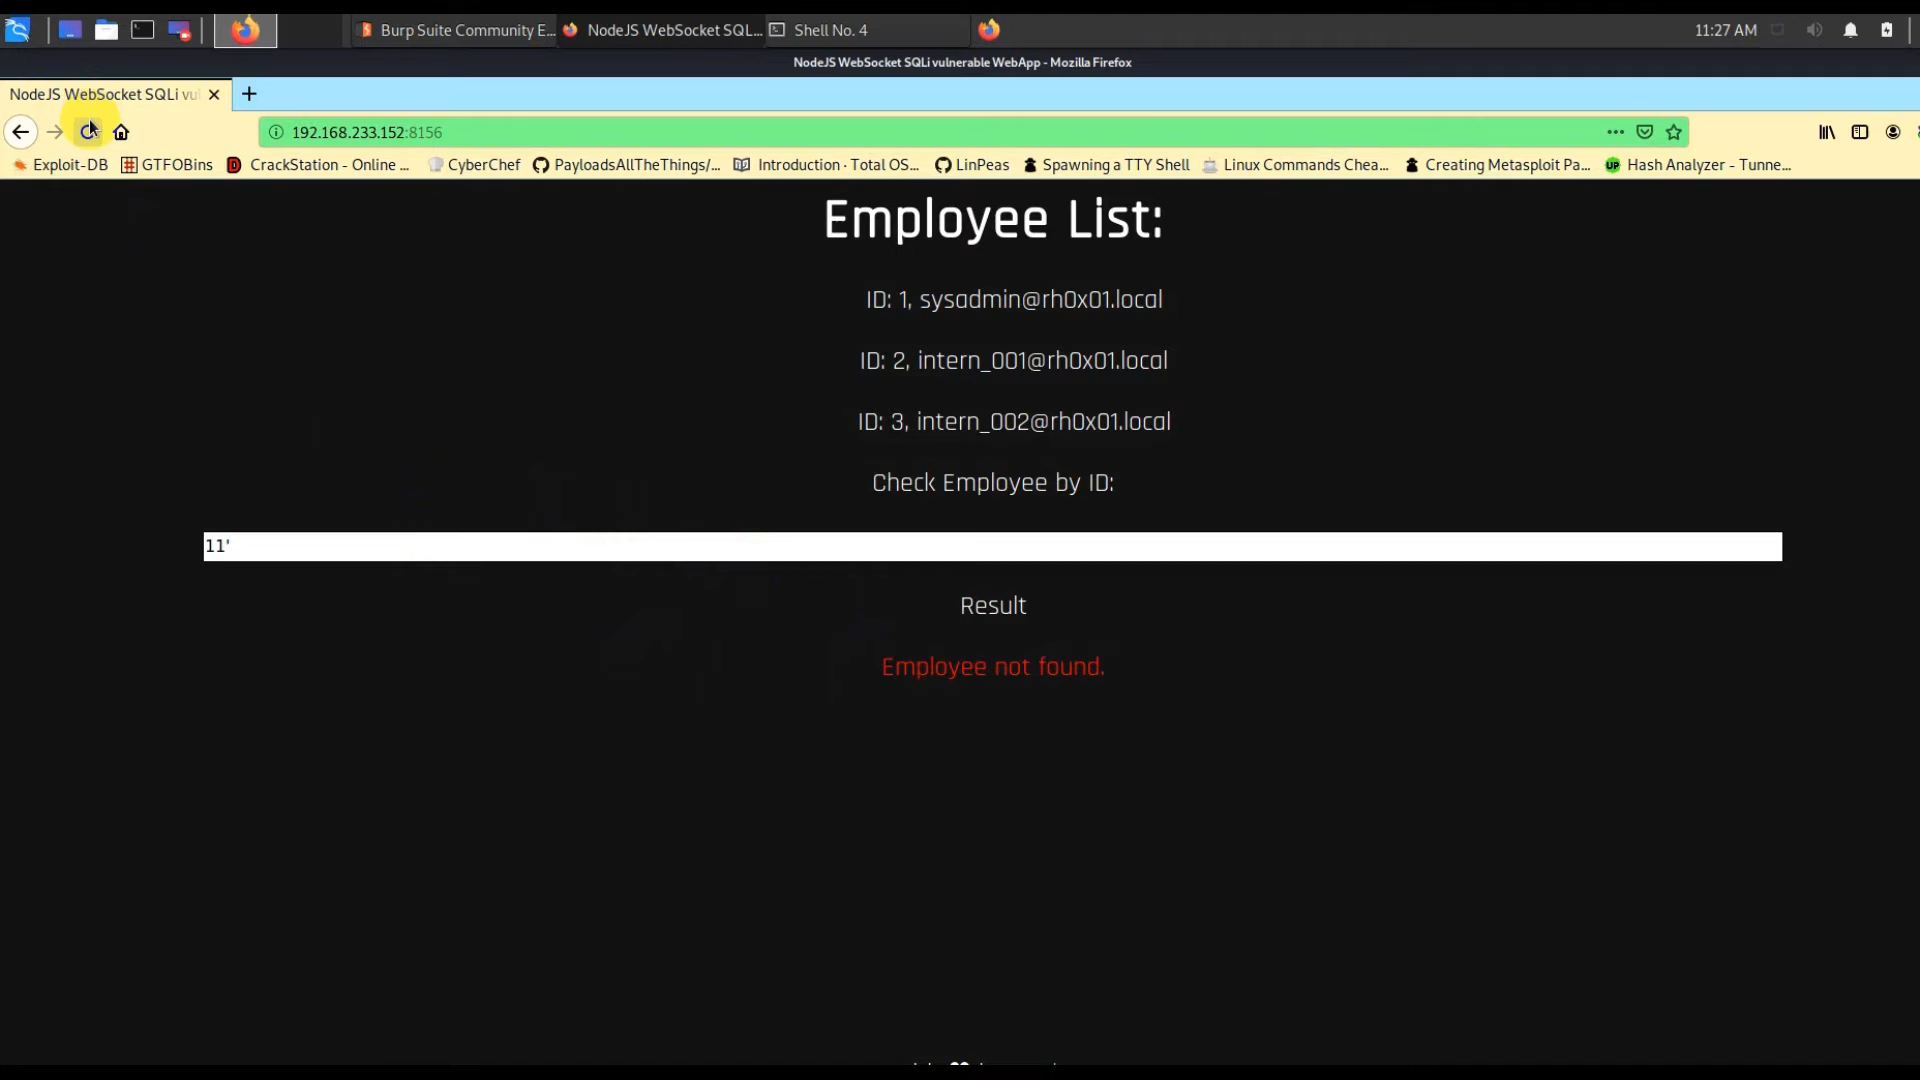 Burp Suite Community E... NodeJS WebSocket SQL... Shell No. 4 11:27 AM
NodeJS WebSocket SQLi vulnerable WebApp - Mozilla Firefox
NodeJS WebSocket SQLi vul
192.168.233.152:8156
Exploit-DB GTFOBins CrackStation - Online ... CyberChef PayloadsAllTheThings/... Introduction · Total OS... LinPeas Spawning a TTY Shell Linux Commands Chea... Creating Metasploit Pa... UP Hash Analyzer - Tunne...
Employee List:
ID: 1, sysadmin@rh0x01.local
ID: 2, intern_001@rh0x01.local
ID: 3, intern_002@rh0x01.local
Check Employee by ID:
11'
Result
Employee not found.